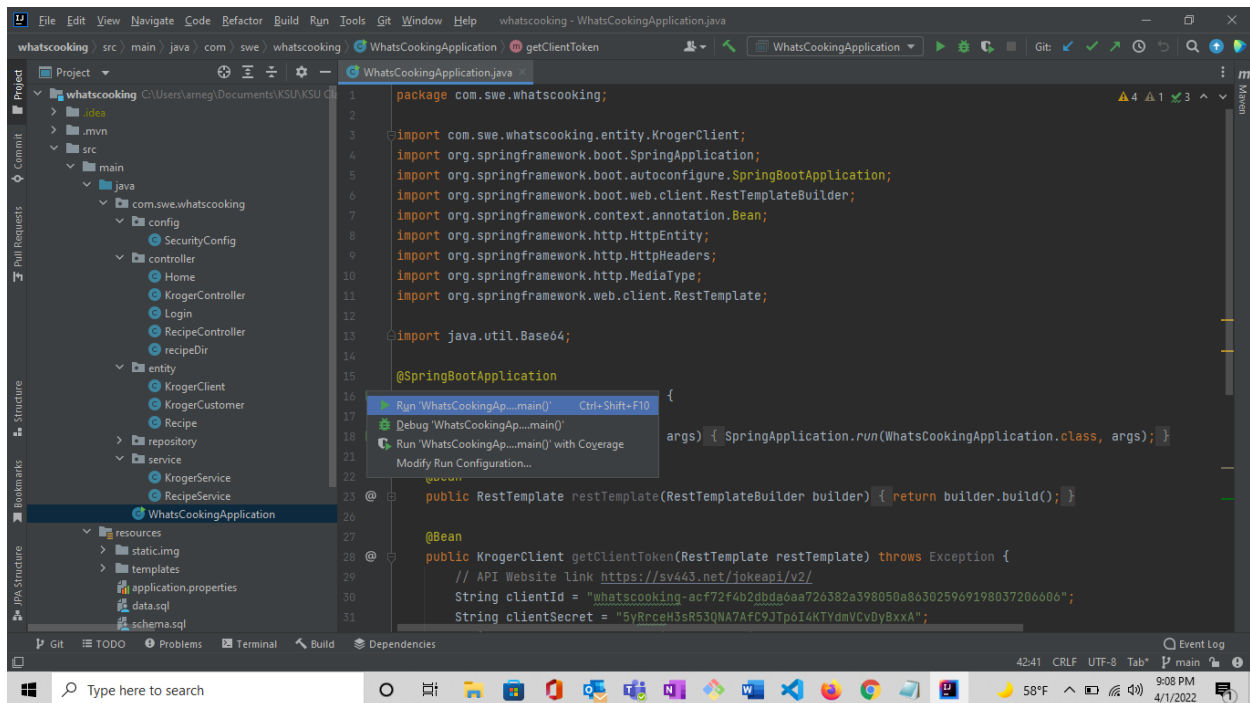 File Edit View Navigate Code Refactor Build Run Tools Git Window Help whatscooking - WhatsCookingApplication.java
whatscooking src main java com swe whatscooking WhatsCookingApplication getClientToken WhatsCookingApplication Git:
Project WhatsCookingApplication.java
Project
Commit
Pull Requests
Structure
Bookmarks
JPA Structure
whatscooking C:\Users\arneg\Documents\KSU\KSU
.idea
.mvn
src
main
java
com.swe.whatscooking
config
SecurityConfig
controller
Home
KrogerController
Login
RecipeController
recipeDir
entity
KrogerClient
KrogerCustomer
Recipe
repository
service
KrogerService
RecipeService
WhatsCookingApplication
resources
static.img
templates
application.properties
data.sql
schema.sql
1 package com.swe.whatscooking;
2
3 import com.swe.whatscooking.entity.KrogerClient;
4 import org.springframework.boot.SpringApplication;
5 import org.springframework.boot.autoconfigure.SpringBootApplication;
6 import org.springframework.boot.web.client.RestTemplateBuilder;
7 import org.springframework.context.annotation.Bean;
8 import org.springframework.http.HttpEntity;
9 import org.springframework.http.HttpHeaders;
10 import org.springframework.http.MediaType;
11 import org.springframework.web.client.RestTemplate;
12
13 import java.util.Base64;
14
15 @SpringBootApplication
16 {
17
18 args) { SpringApplication.run(WhatsCookingApplication.class, args); }
21
22 @Bean
23 @ public RestTemplate restTemplate(RestTemplateBuilder builder) { return builder.build(); }
26
27 @Bean
28 @ public KrogerClient getClientToken(RestTemplate restTemplate) throws Exception {
29 // API Website link https://sv443.net/jokeapi/v2/
30 String clientId = "whatscooking-acf72f4b2dbda6aa726382a398050a863025969198037206606";
31 String clientSecret = "5yRrceH3sR53QNA7AfC9JTp6I4KTYdmVCvDyBxxA";
4 1 3
m
Maven
Run 'WhatsCookingAp....main()' Ctrl+Shift+F10
Debug 'WhatsCookingAp....main()'
Run 'WhatsCookingAp....main()' with Coverage
Modify Run Configuration...
Git TODO Problems Terminal Build Dependencies Event Log
42:41 CRLF UTF-8 Tab* main
Type here to search 58°F 9:08 PM
4/1/2022